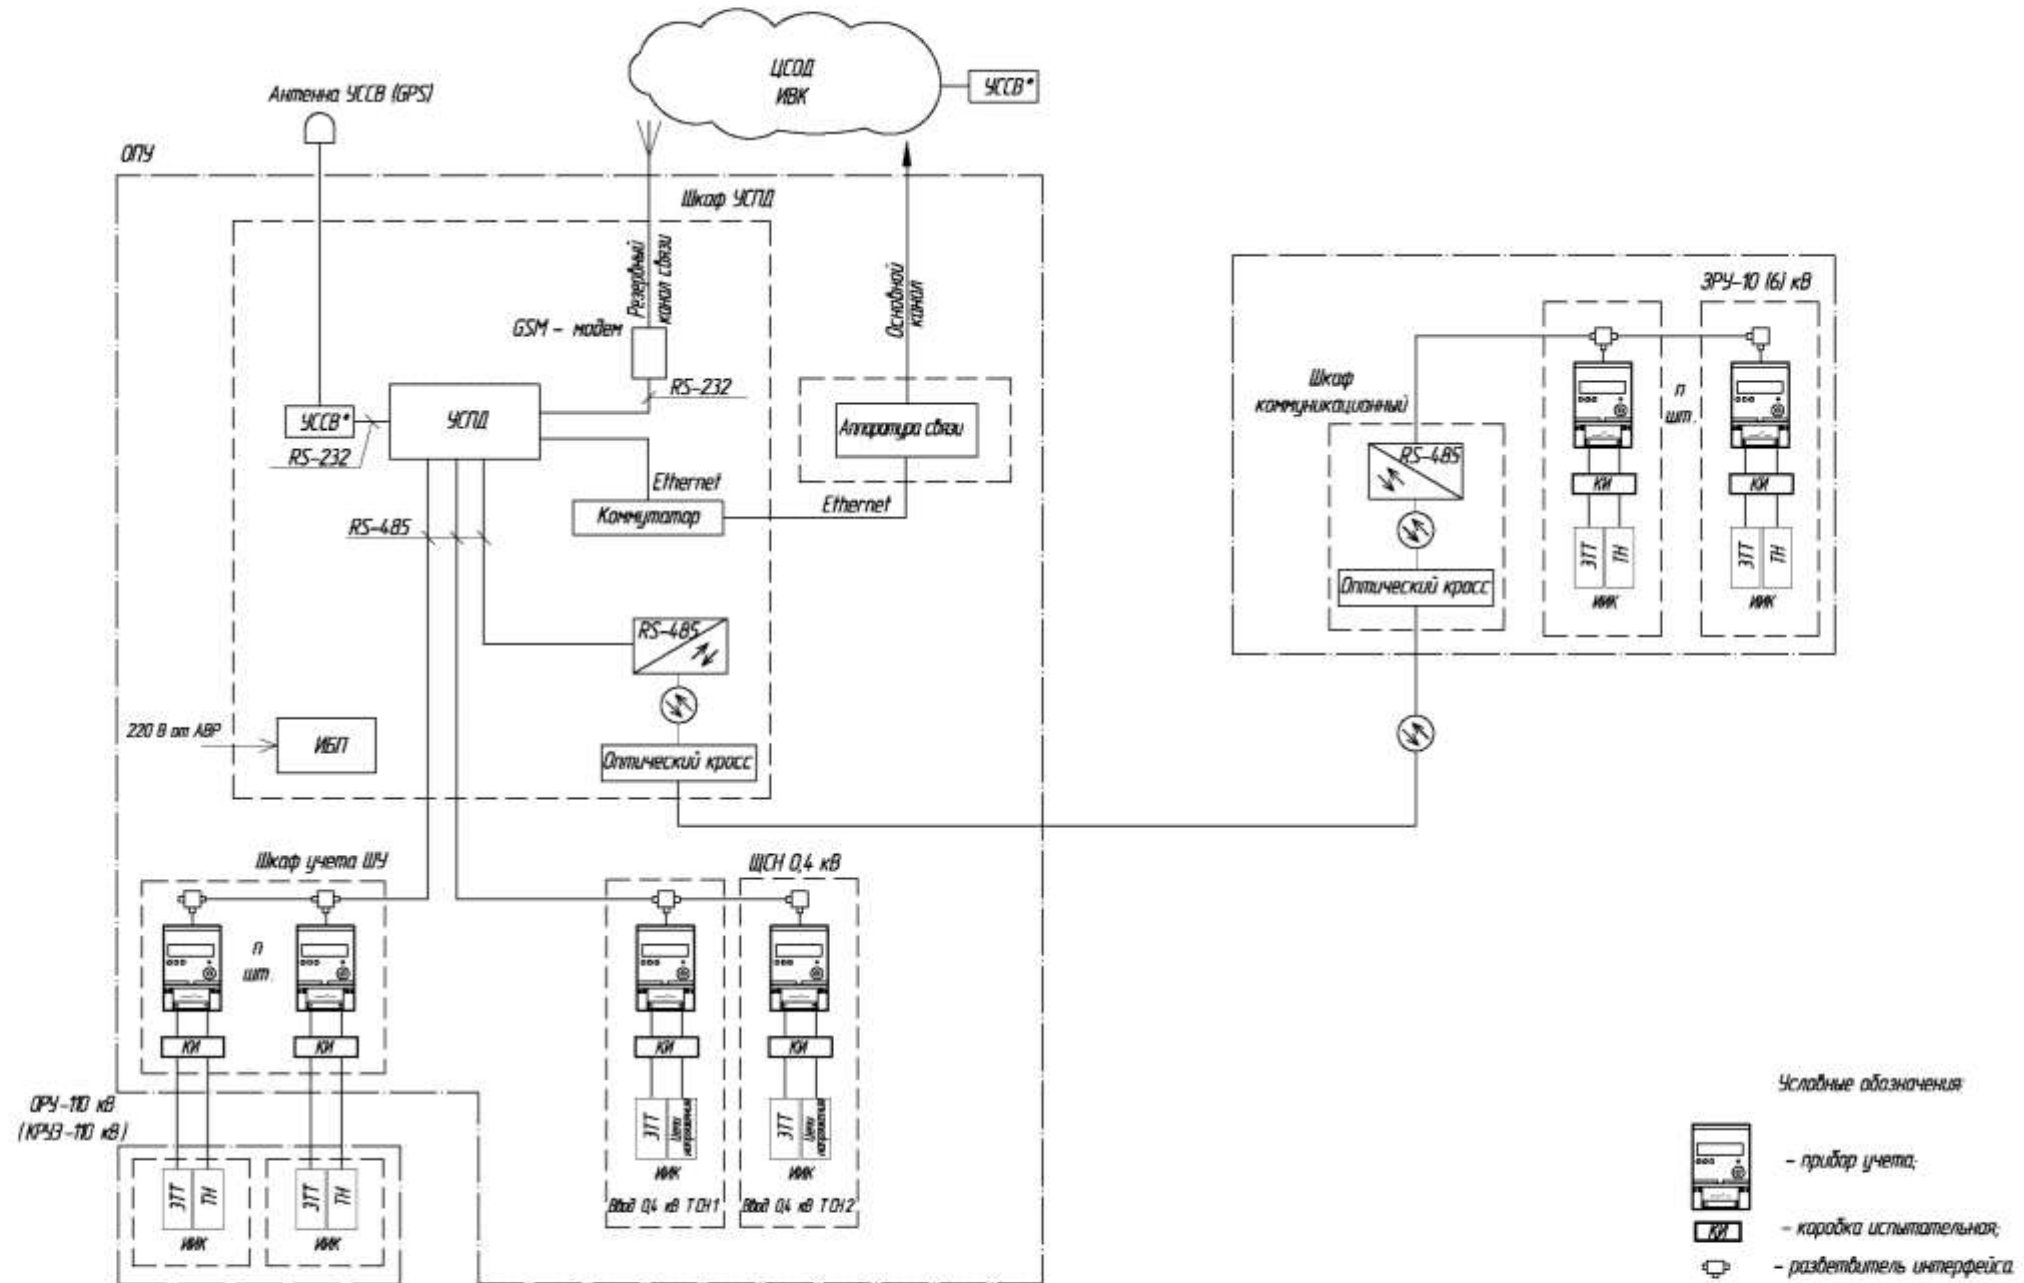 ЦСОД
ИВК
УССВ*
Антенна УССВ (GPS)
ОПУ
Шкаф УСПД
Резервный
канал связи
Основной
канал
GSM - модем
RS-232
УССВ*
RS-232
УСПД
Аппаратура связи
Ethernet
Ethernet
Коммутатор
RS-485
RS-485
220 В от АВР
ИБП
Оптический кросс
ЗРУ-10 (6) кВ
Шкаф
коммуникационный
RS-485
Оптический кросс
п
шт.
КИ
КИ
ЗТТ
ТН
ЗТТ
ТН
ИИК
ИИК
Шкаф учета ШУ
п
шт.
КИ
КИ
ЩСН 0,4 кВ
КИ
КИ
ОРУ-110 кВ
(КРУЭ-110 кВ)
ЗТТ
ТН
ЗТТ
ТН
ИИК
ИИК
ЗТТ
Цепи
напряжения
ЗТТ
Цепи
напряжения
ИИК
ИИК
Ввод 0,4 кВ ТСН1
Ввод 0,4 кВ ТСН2
Условные обозначения:
- прибор учета;
КИ
- коробка испытательная;
- разветвитель интерфейса.